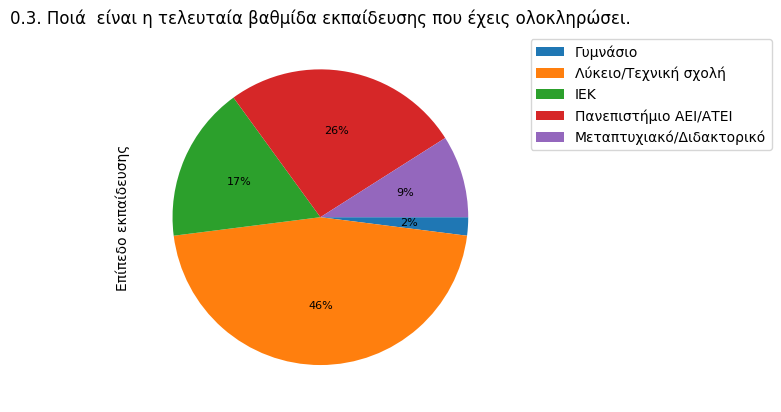 0.3. Ποιά  είναι η τελευταία βαθμίδα εκπαίδευσης που έχεις ολοκληρώσει.
Γυμνάσιο
Λύκειο/Τεχνική σχολή
ΙΕΚ
Πανεπιστήμιο ΑΕΙ/ΑΤΕΙ
Μεταπτυχιακό/Διδακτορικό
Επίπεδο εκπαίδευσης
26%
17%
9%
2%
46%